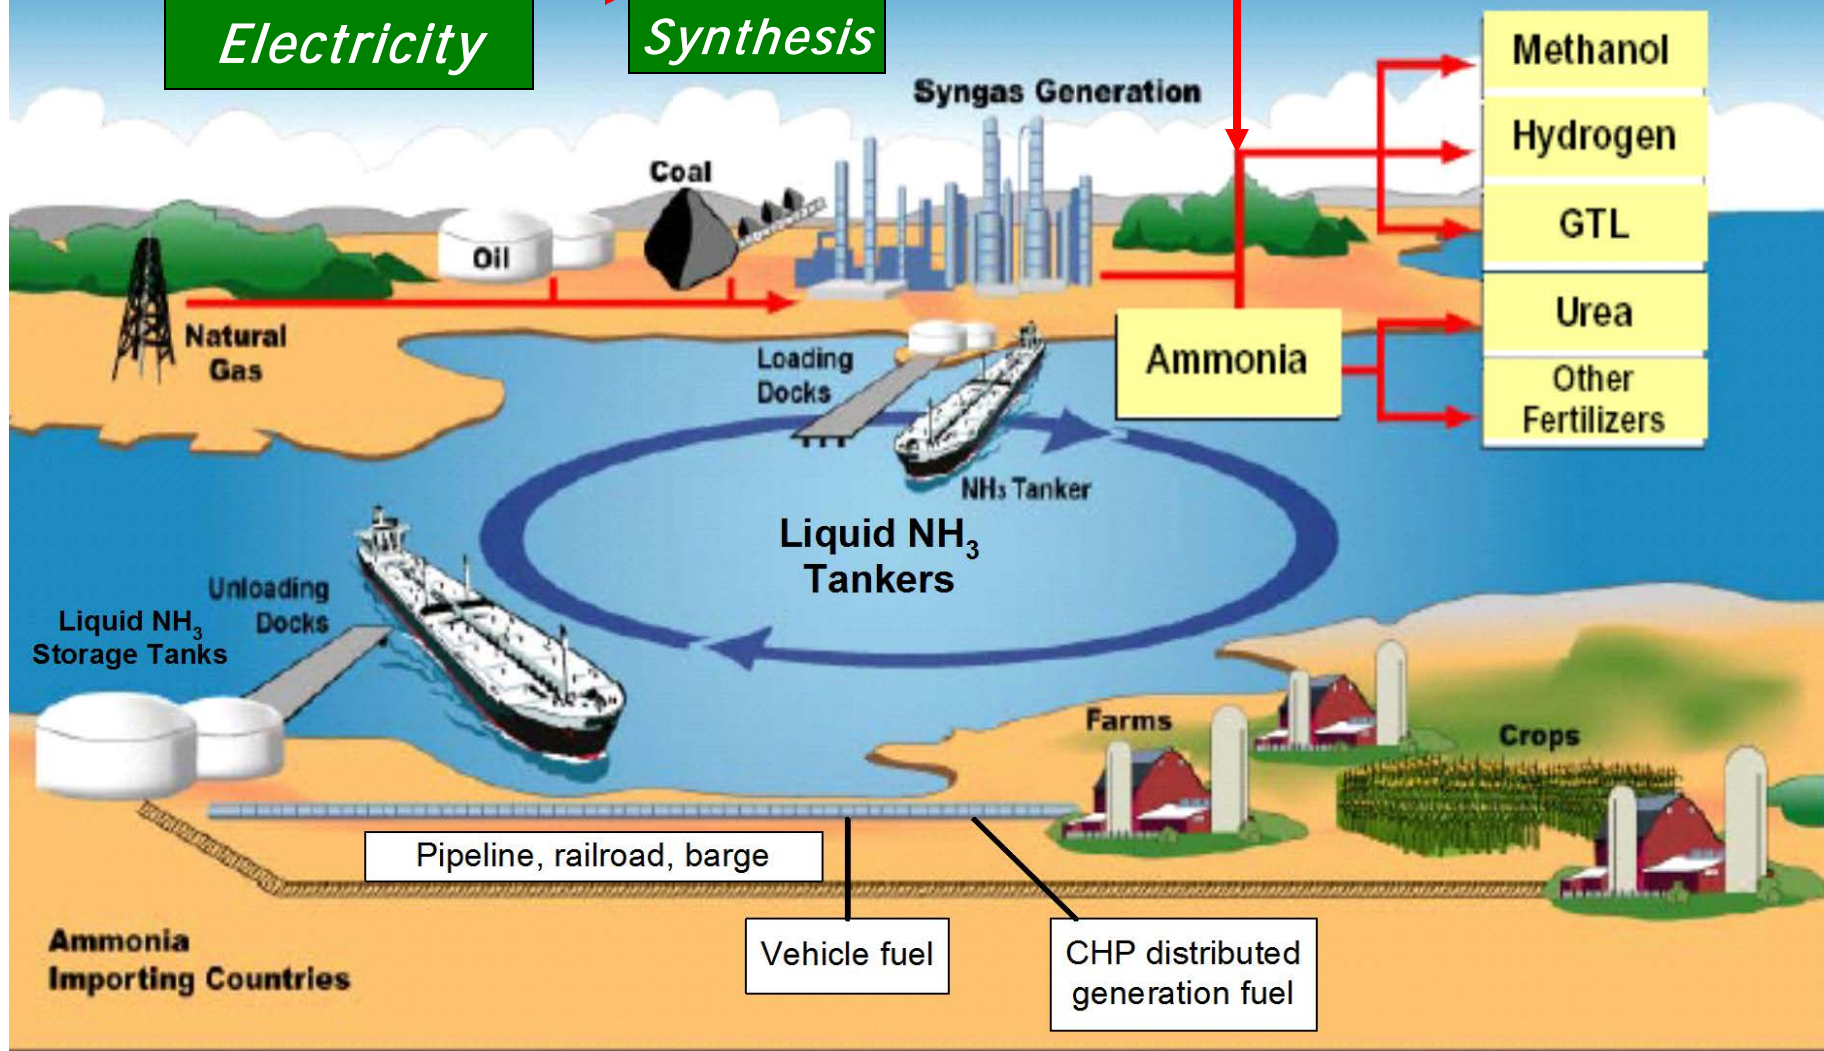 Electricity
Synthesis
Methanol
Syngas Generation
Hydrogen
Coal
GTL
Oil
Urea
Natural
Gas
Loading
Docks
Ammonia
Other
Fertilizers
NH3 Tanker
Liquid NH3
Tankers
Unloading
Docks
Liquid NH3
Storage Tanks
Farms
Crops
Pipeline, railroad, barge
Ammonia
Importing Countries
Vehicle fuel
CHP distributed
generation fuel